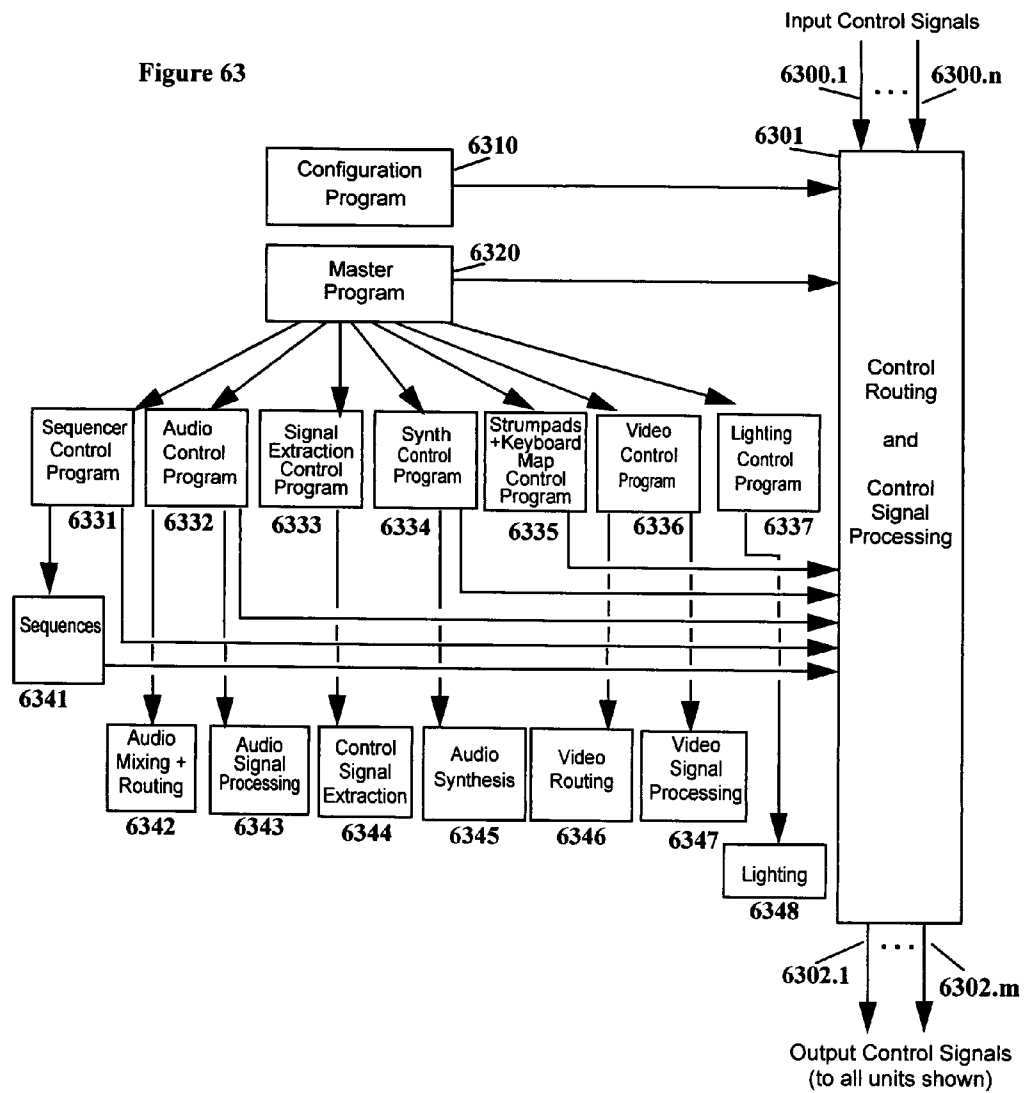 Input Control Signals
Figure 63
6300.1
...
6300.n
6301
6310
Configuration
Program
6320
Master
Program
Control
Routing
and
Control
Signal
Processing
Sequencer
Control
Program
6331
Audio
Control
Program
6332
Signal
Extraction
Control
Program
6333
Synth
Control
Program
6334
Strumpads
+Keyboard
Map
Control
Program
6335
Video
Control
Program
6336
Lighting
Control
Program
6337
Sequences
6341
Audio
Mixing +
Routing
6342
Audio
Signal
Processing
6343
Control
Signal
Extraction
6344
Audio
Synthesis
6345
Video
Routing
6346
Video
Signal
Processing
6347
Lighting
6348
6302.1
...
6302.m
Output Control Signals
(to all units shown)